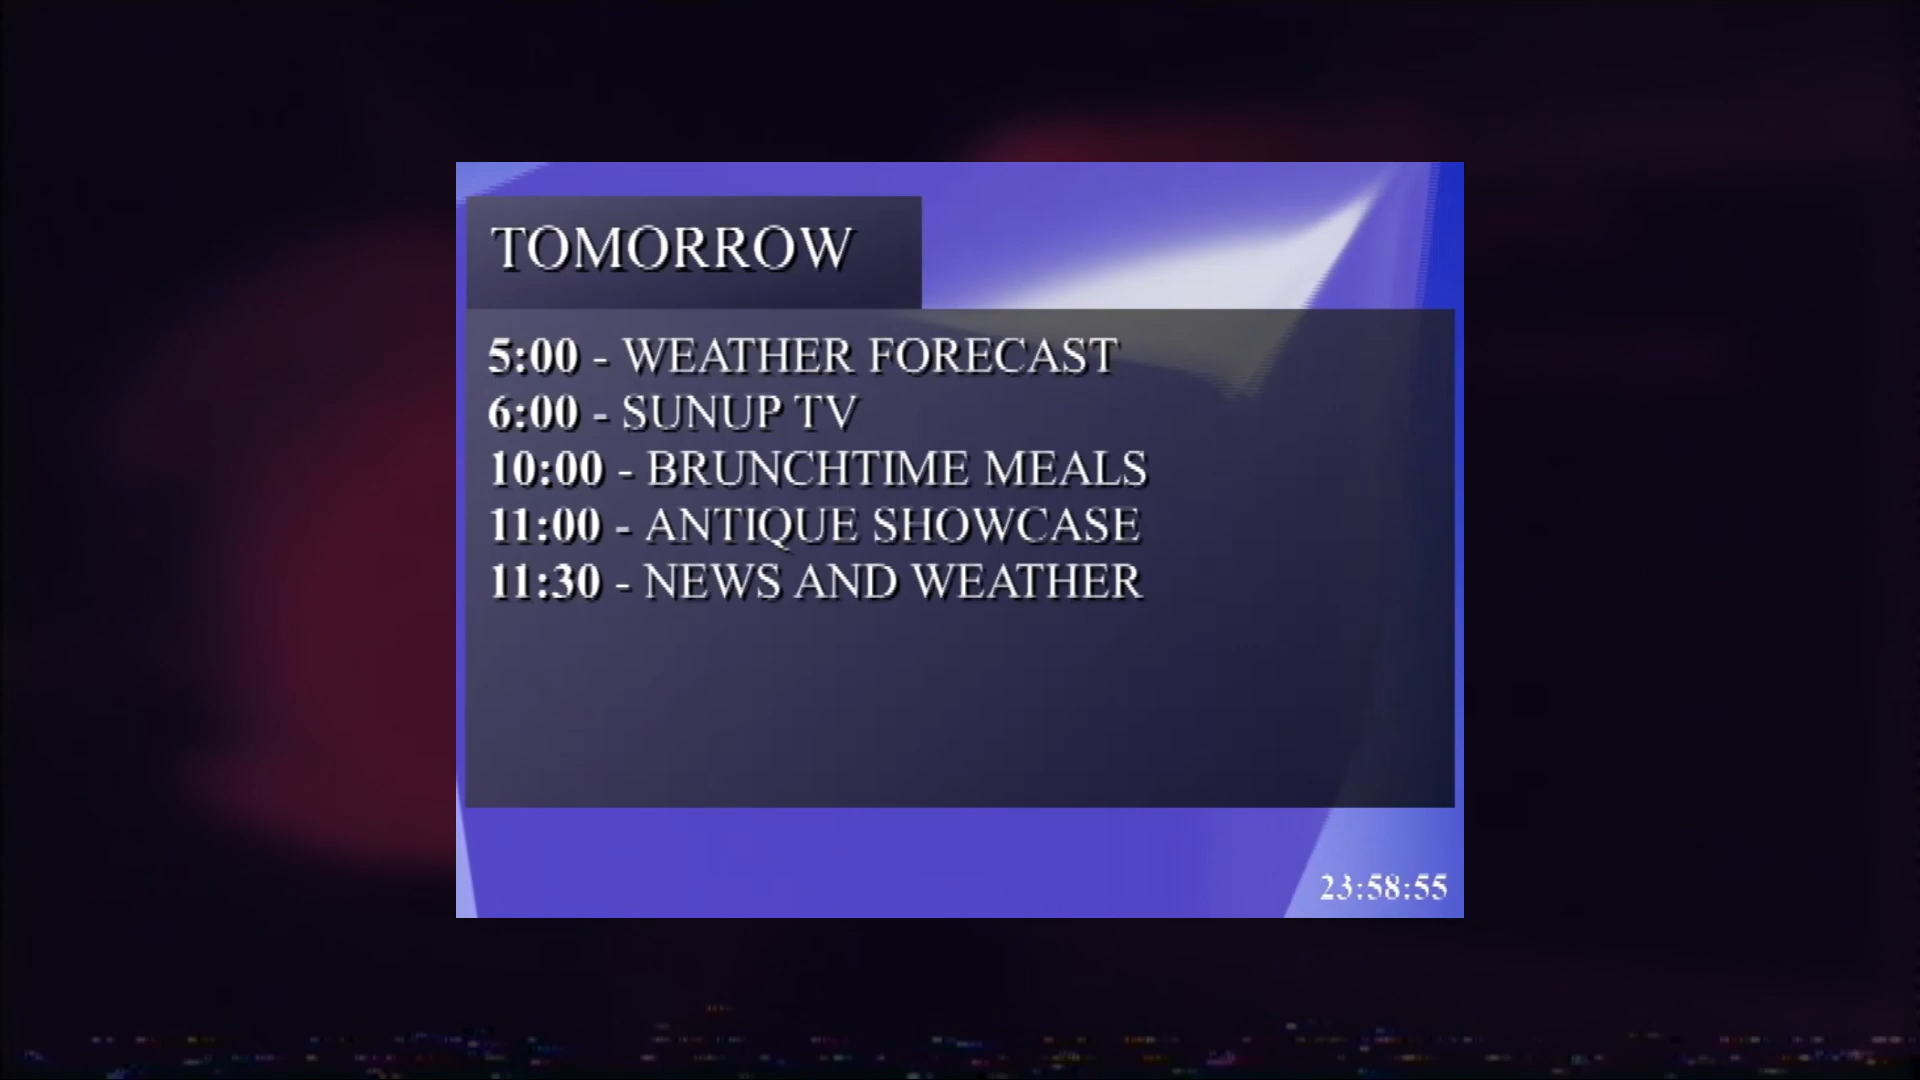 TOMORROW
5:00 - WEATHER FORECAST
6:00 - SUNUP TV
10:00 - BRUNCHTIME MEALS
11:00 - ANTIQUE SHOWCASE
11:30 - NEWS AND WEATHER
23:58:55